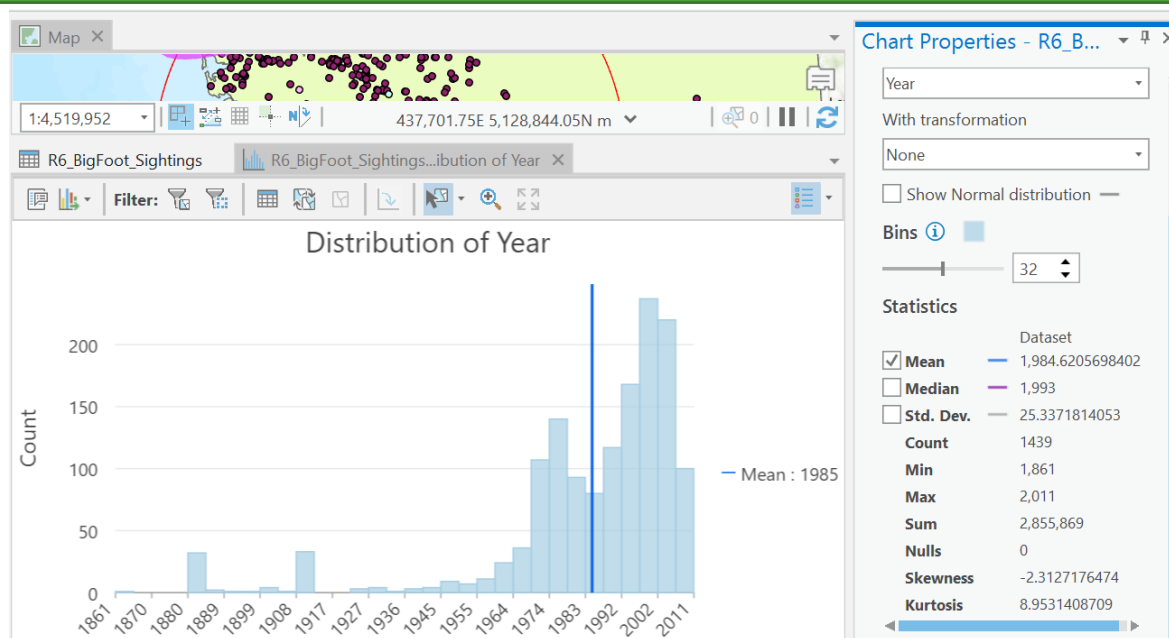 Map
Chart Properties - R6_B...
Year
1:4,519,952
437,701.75E 5,128,844.05N m
0
With transformation
R6_BigFoot_Sightings
R6_BigFoot_Sightings...ibution of Year
None
Filter:
Show Normal distribution
Bins
32
Distribution of Year
Statistics
Dataset
Mean 1,984.6205698402
Median 1,993
Std. Dev. 25.3371814053
Count 1439
Min 1,861
Max 2,011
Sum 2,855,869
Nulls 0
Skewness -2.3127176474
Kurtosis 8.9531408709
200
150
100
50
0
Count
Mean : 1985
1861 1870 1880 1889 1899 1908 1917 1927 1936 1945 1955 1964 1974 1983 1992 2002 2011